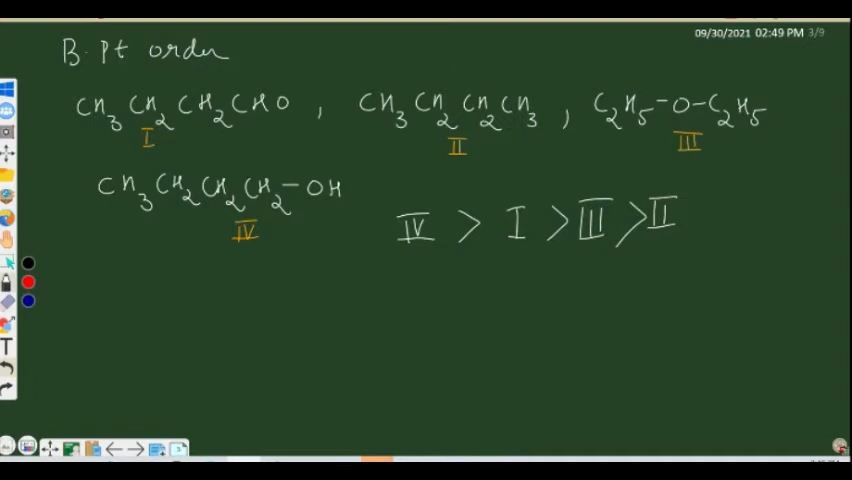 09/30/2021 02:49 PM 3/9
B. Pt order
CH₃CH₂CH₂CHO , CH₃CH₂CH₂CH₃ , C₂H₅-O-C₂H₅
I II III
CH₃CH₂CH₂CH₂-OH
IV
IV > I > III > II
T